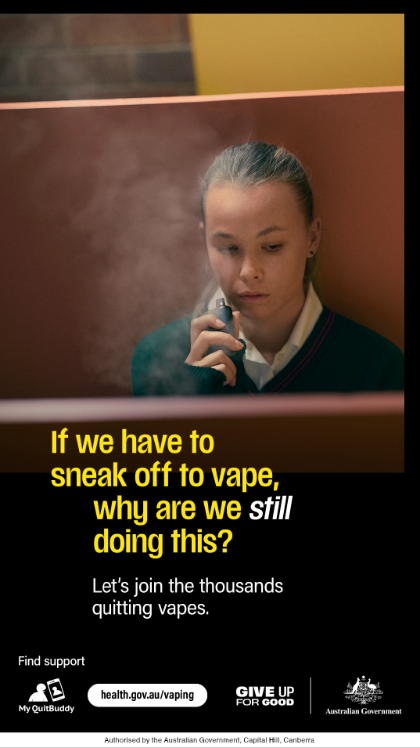 If we have to
sneak off to vape,
why are we still
doing this?
Let's join the thousands
quitting vapes.
Find support
My QuitBuddy
health.gov.au/vaping
GIVE UP
FOR GOOD
Australian Government
Authorised by the Australian Government, Capital Hill, Canberra